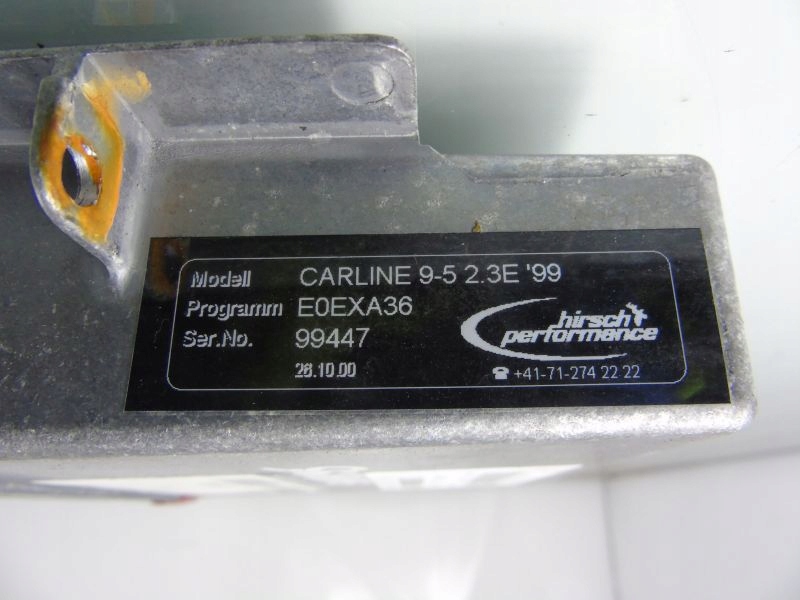 Modell CARLINE 9-5 2.3E '99
Programm E0EXA36
Ser.No. 99447
hirsch
performance
26.10.00
☎ +41-71-274 22 22